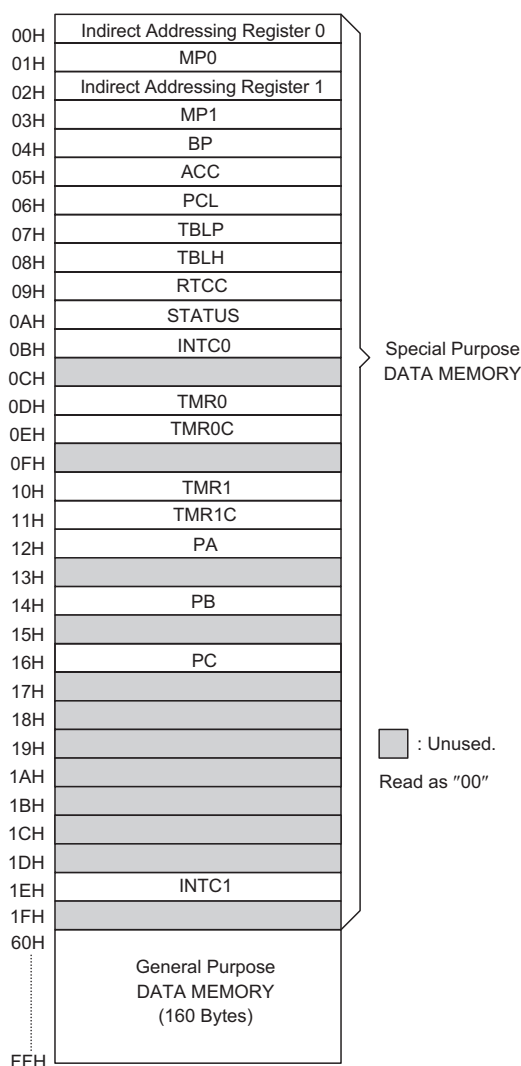 00H Indirect Addressing Register 0
01H MP0
02H Indirect Addressing Register 1
03H MP1
04H BP
05H ACC
06H PCL
07H TBLP
08H TBLH
09H RTCC
0AH STATUS
0BH INTC0
0CH
0DH TMR0
0EH TMR0C
0FH
10H TMR1
11H TMR1C
12H PA
13H
14H PB
15H
16H PC
17H
18H
19H
1AH
1BH
1CH
1DH
1EH INTC1
1FH
Special Purpose
DATA MEMORY
: Unused.
Read as ″00″
60H
General Purpose
DATA MEMORY
(160 Bytes)
FFH